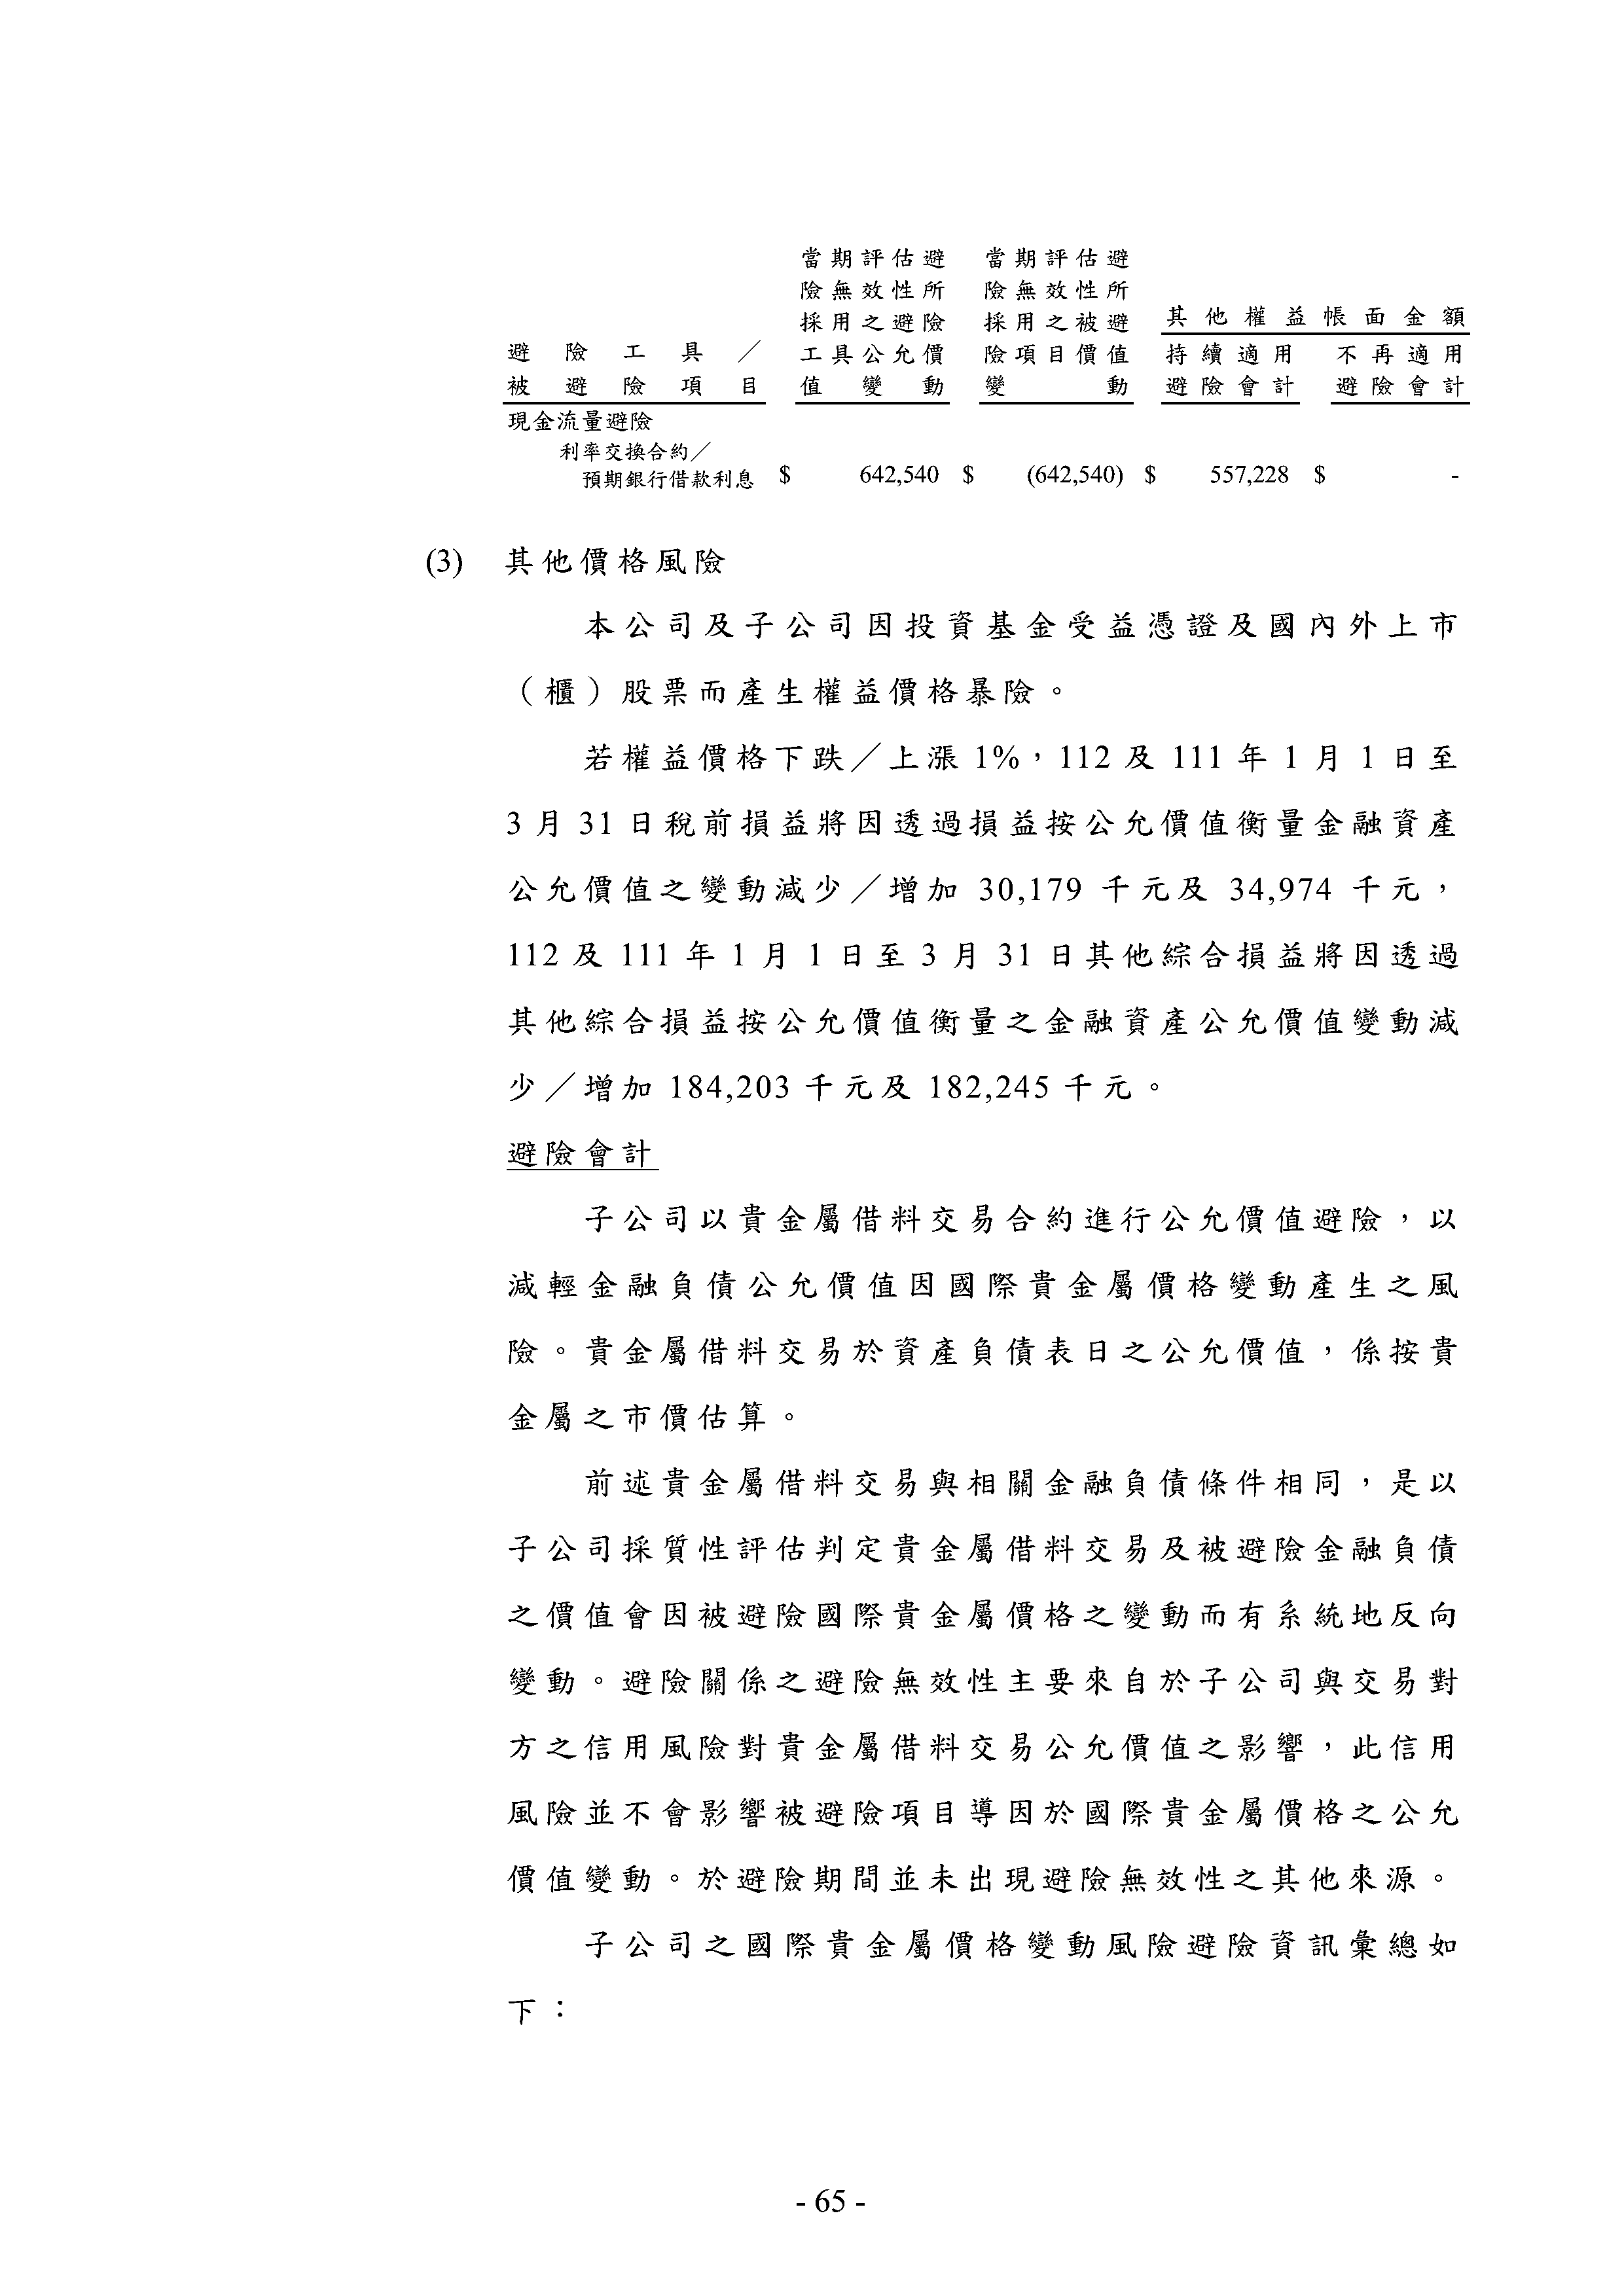 當期評估避 當期評估避
險無效性所 險無效性所
採用之避險 採用之被避 其他權益帳面金額
避險工具／ 工具公允價 險項目價值 持續適用 不再適用
被避險項目 值變動 變動 避險會計 避險會計
現金流量避險
利率交換合約／
預期銀行借款利息 $ 642,540 $ (642,540) $ 557,228 $ -
(3) 其他價格風險
本公司及子公司因投資基金受益憑證及國內外上市
（櫃）股票而產生權益價格暴險。
若權益價格下跌／上漲 1%，112 及 111 年 1 月 1 日至
3 月 31 日稅前損益將因透過損益按公允價值衡量金融資產
公允價值之變動減少／增加 30,179 千元及 34,974 千元，
112 及 111 年 1 月 1 日至 3 月 31 日其他綜合損益將因透過
其他綜合損益按公允價值衡量之金融資產公允價值變動減
少／增加 184,203 千元及 182,245 千元。
避險會計
子公司以貴金屬借料交易合約進行公允價值避險，以
減輕金融負債公允價值因國際貴金屬價格變動產生之風
險。貴金屬借料交易於資產負債表日之公允價值，係按貴
金屬之市價估算。
前述貴金屬借料交易與相關金融負債條件相同，是以
子公司採質性評估判定貴金屬借料交易及被避險金融負債
之價值會因被避險國際貴金屬價格之變動而有系統地反向
變動。避險關係之避險無效性主要來自於子公司與交易對
方之信用風險對貴金屬借料交易公允價值之影響，此信用
風險並不會影響被避險項目導因於國際貴金屬價格之公允
價值變動。於避險期間並未出現避險無效性之其他來源。
子公司之國際貴金屬價格變動風險避險資訊彙總如
下：
- 65 -